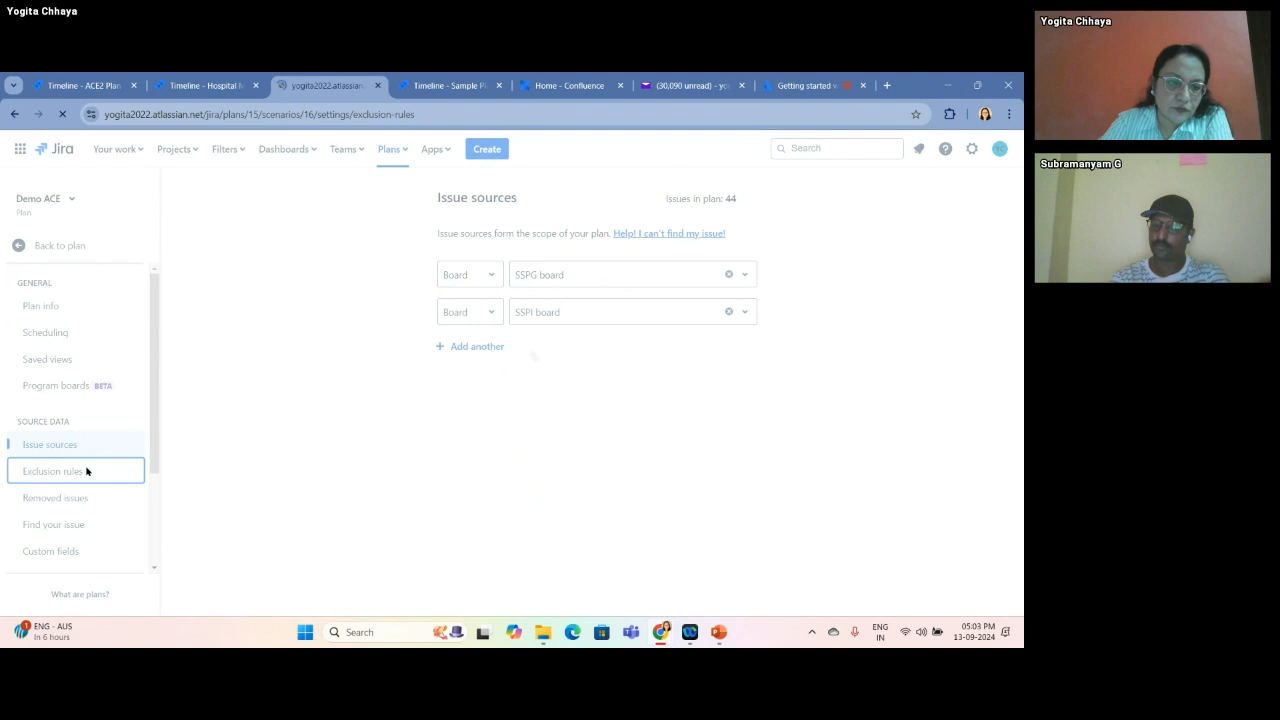 Yogita Chhaya
Yogita Chhaya
Subramanyam G
Timeline - ACE2 Plan
Timeline - Hospital M
yogita2022.atlassian.
Timeline - Sample Pl
Home - Confluence
(30,090 unread) - yo
Getting started w
yogita2022.atlassian.net/jira/plans/15/scenarios/16/settings/exclusion-rules
Jira
Your work
Projects
Filters
Dashboards
Teams
Plans
Apps
Create
Search
YC
Demo ACE
Plan
Back to plan
GENERAL
Plan info
Scheduling
Saved views
Program boards BETA
SOURCE DATA
Issue sources
Exclusion rules
Removed issues
Find your issue
Custom fields
What are plans?
Issue sources
Issues in plan: 44
Issue sources form the scope of your plan. Help! I can't find my issue!
Board
SSPG board
Board
SSPI board
+ Add another
1
ENG - AUS
In 6 hours
Search
ENG
IN
05:03 PM
13-09-2024